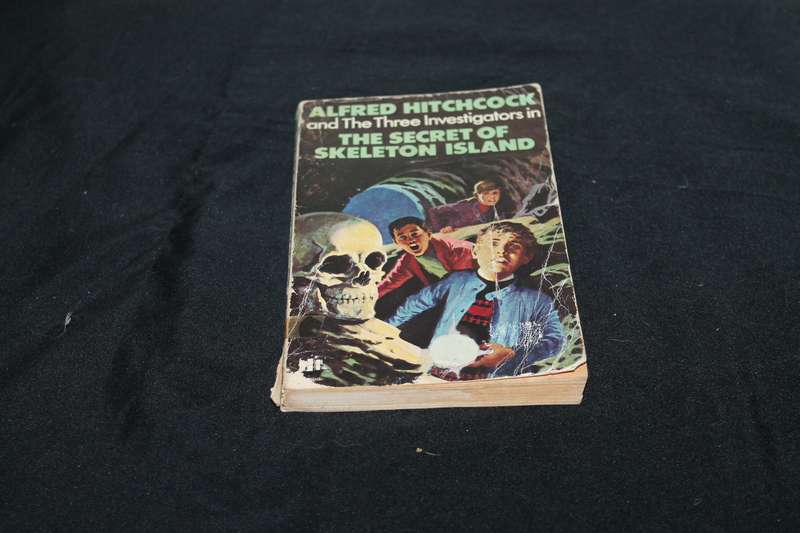 ALFRED HITCHCOCK
and The Three Investigators in
THE SECRET OF
SKELETON ISLAND